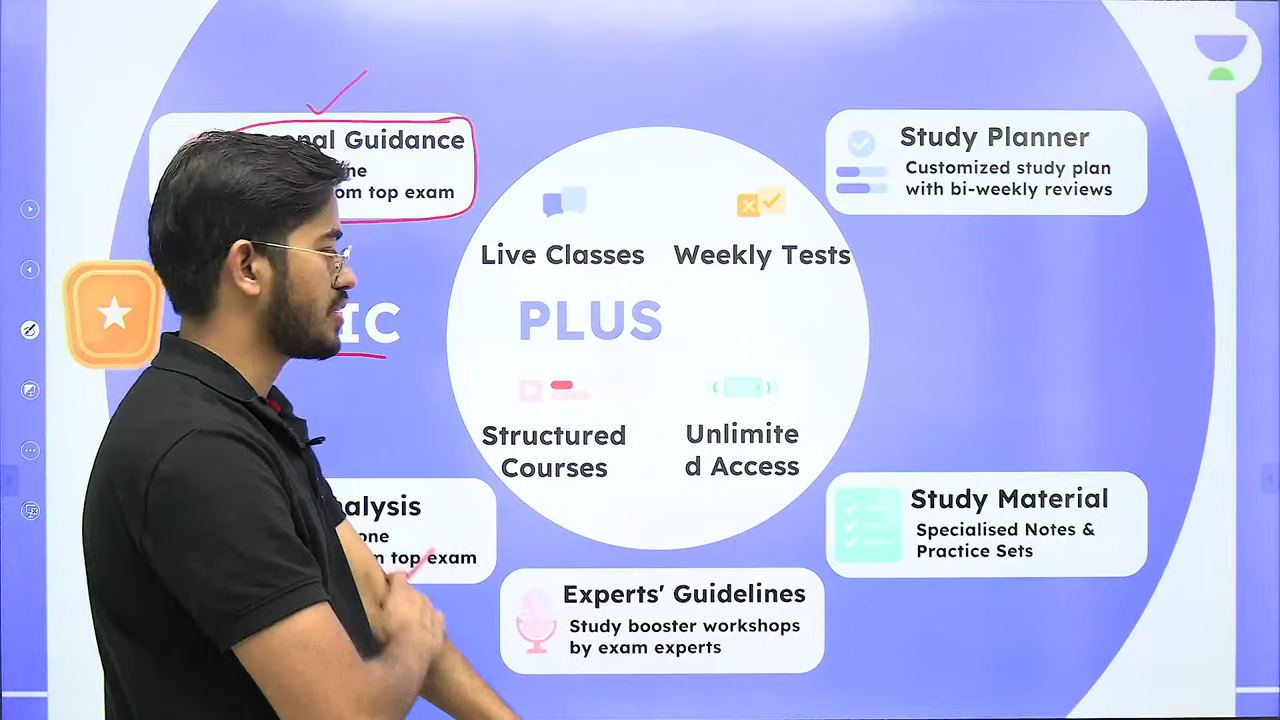 Guidance
om top exam
Study Planner
Customized study plan
with bi-weekly reviews
Live Classes
Weekly Tests
IC
PLUS
Structured
Courses
Unlimite
d Access
alysis
one
top exam
Study Material
Specialised Notes &
Practice Sets
Experts' Guidelines
Study booster workshops
by exam experts